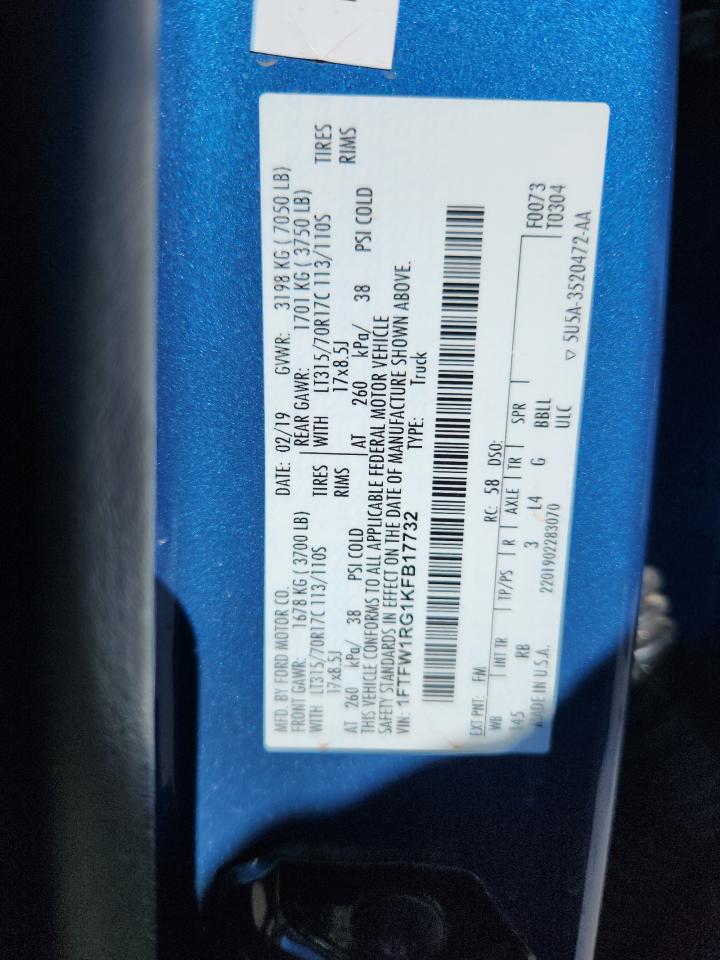 MFD. BY FORD MOTOR CO.
DATE: 02/19 GVWR: 3198 KG ( 7050 LB)
FRONT GAWR: 1678 KG ( 3700 LB) REAR GAWR: 1701 KG ( 3750 LB)
WITH LT315/70R17C 113/110S TIRES WITH LT315/70R17C 113/110S TIRES
17x8.5J RIMS 17x8.5J RIMS
AT 260 kPa/ 38 PSI COLD AT 260 kPa/ 38 PSI COLD
THIS VEHICLE CONFORMS TO ALL APPLICABLE FEDERAL MOTOR VEHICLE
SAFETY STANDARDS IN EFFECT ON THE DATE OF MANUFACTURE SHOWN ABOVE.
VIN: 1FTFW1RG1KFB17732 TYPE: Truck
EXT PNT: FM RC: 58 DSO:
WB INT TR TP/PS R AXLE TR SPR F0073
145 RB 3 L4 G BBLL T0304
MADE IN U.S.A. 2201902283070 ULC ▽ 5U5A-3520472-AA